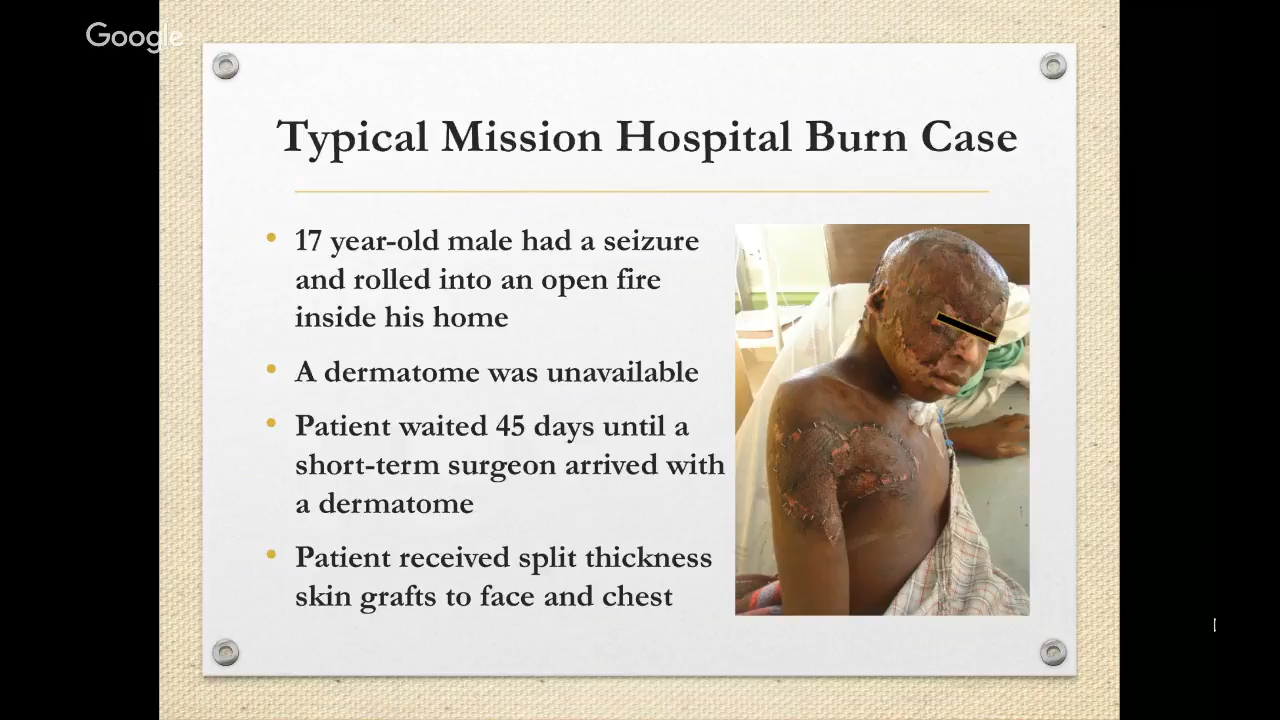 Google
Typical Mission Hospital Burn Case
• 17 year-old male had a seizure
and rolled into an open fire
inside his home
• A dermatome was unavailable
• Patient waited 45 days until a
short-term surgeon arrived with
a dermatome
• Patient received split thickness
skin grafts to face and chest